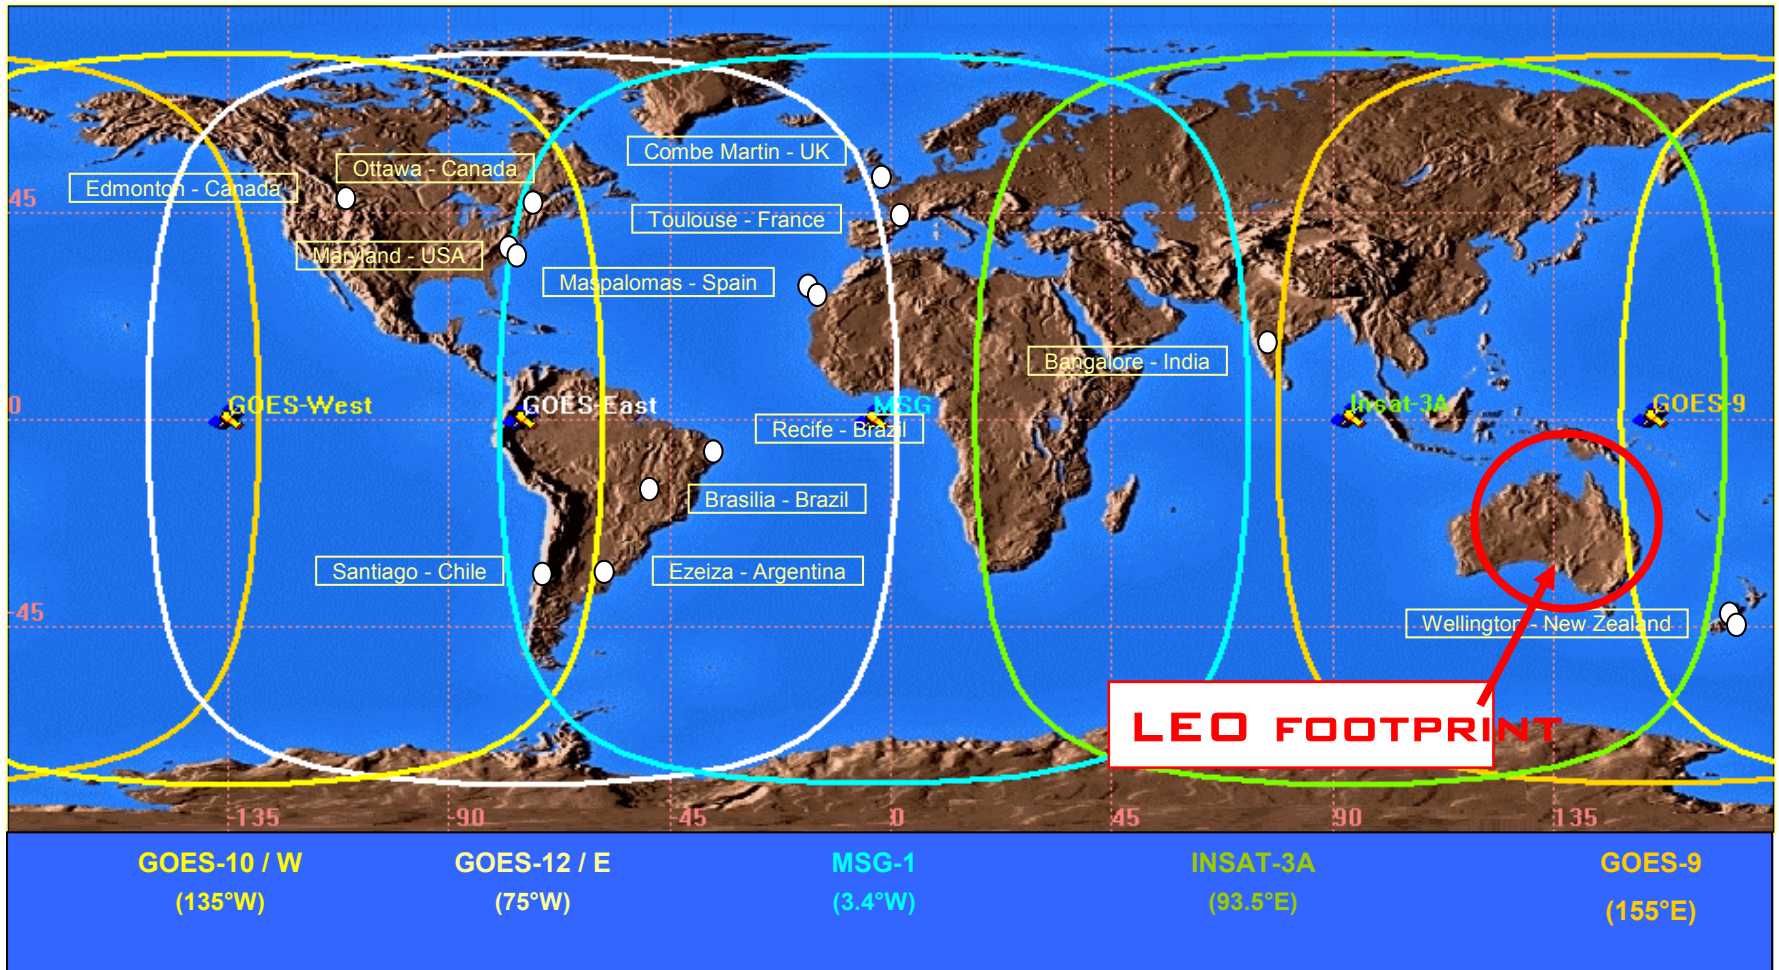 Combe Martin - UK
Ottawa - Canada
Edmonton - Canada
45
Toulouse - France
Maryland - USA
Maspalomas - Spain
Bangalore - India
0
GOES-West
GOES-East
MSG
Insat-3A
GOES-9
Recife - Brazil
Brasilia - Brazil
Santiago - Chile
Ezeiza - Argentina
-45
Wellington - New Zealand
LEO FOOTPRINT
-135
-90
-45
0
45
90
135
GOES-10 / W
(135°W)
GOES-12 / E
(75°W)
MSG-1
(3.4°W)
INSAT-3A
(93.5°E)
GOES-9
(155°E)